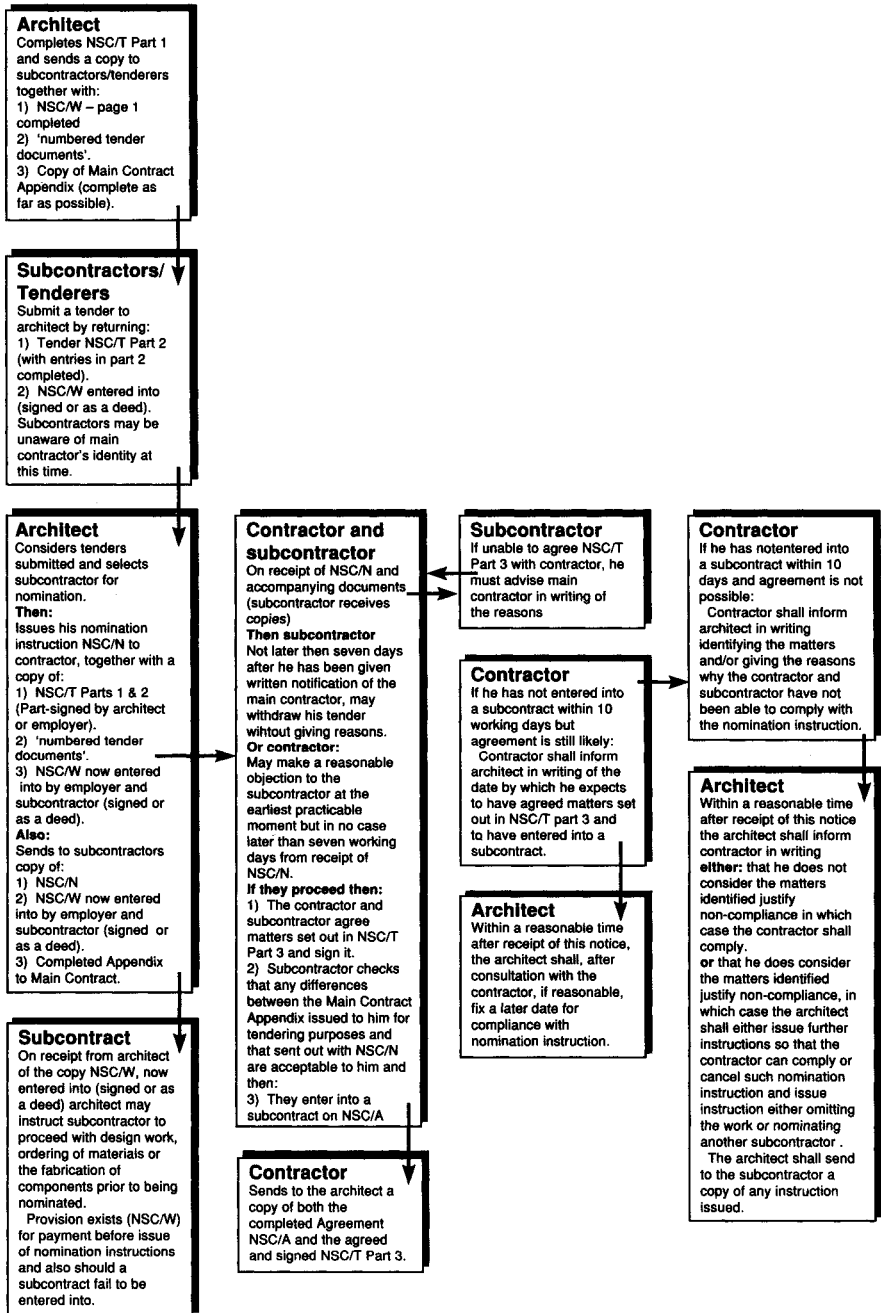 Architect
Completes NSC/T Part 1
and sends a copy to
subcontractors/tenderers
together with:
1) NSC/W – page 1
completed
2) 'numbered tender
documents'.
3) Copy of Main Contract
Appendix (complete as
far as possible).
Subcontractors/
Tenderers
Submit a tender to
architect by returning:
1) Tender NSC/T Part 2
(with entries in part 2
completed).
2) NSC/W entered into
(signed or as a deed).
Subcontractors may be
unaware of main
contractor's identity at
this time.
Architect
Considers tenders
submitted and selects
subcontractor for
nomination.
Then:
Issues his nomination
instruction NSC/N to
contractor, together with a
copy of:
1) NSC/T Parts 1 & 2
(Part-signed by architect
or employer).
2) 'numbered tender
documents'.
3) NSC/W now entered
into by employer and
subcontractor (signed or
as a deed).
Also:
Sends to subcontractors
copy of:
1) NSC/N
2) NSC/W now entered
into by employer and
subcontractor (signed or
as a deed).
3) Completed Appendix
to Main Contract.
Subcontract
On receipt from architect
of the copy NSC/W, now
entered into (signed or as
a deed) architect may
instruct subcontractor to
proceed with design work,
ordering of materials or
the fabrication of
components prior to being
nominated.
Provision exists (NSC/W)
for payment before issue
of nomination instructions
and also should a
subcontract fail to be
entered into.
Contractor and
subcontractor
On receipt of NSC/N and
accompanying documents
(subcontractor receives
copies)
Then subcontractor
Not later then seven days
after he has been given
written notification of the
main contractor, may
withdraw his tender
wihtout giving reasons.
Or contractor:
May make a reasonable
objection to the
subcontractor at the
earliest practicable
moment but in no case
later than seven working
days from receipt of
NSC/N.
If they proceed then:
1) The contractor and
subcontractor agree
matters set out in NSC/T
Part 3 and sign it.
2) Subcontractor checks
that any differences
between the Main Contract
Appendix issued to him for
tendering purposes and
that sent out with NSC/N
are acceptable to him and
then:
3) They enter into a
subcontract on NSC/A
Contractor
Sends to the architect a
copy of both the
completed Agreement
NSC/A and the agreed
and signed NSC/T Part 3.
Subcontractor
If unable to agree NSC/T
Part 3 with contractor, he
must advise main
contractor in writing of
the reasons
Contractor
If he has not entered into
a subcontract within 10
working days but
agreement is still likely:
Contractor shall inform
architect in writing of the
date by which he expects
to have agreed matters set
out in NSC/T part 3 and
to have entered into a
subcontract.
Architect
Within a reasonable time
after receipt of this notice,
the architect shall, after
consultation with the
contractor, if reasonable,
fix a later date for
compliance with
nomination instruction.
Contractor
If he has notentered into
a subcontract within 10
days and agreement is not
possible:
Contractor shall inform
architect in writing
identifying the matters
and/or giving the reasons
why the contractor and
subcontractor have not
been able to comply with
the nomination instruction.
Architect
Within a reasonable time
after receipt of this notice
the architect shall inform
contractor in writing
either: that he does not
consider the matters
identified justify
non-compliance in which
case the contractor shall
comply.
or that he does consider
the matters identified
justify non-compliance, in
which case the architect
shall either issue further
instructions so that the
contractor can comply or
cancel such nomination
instruction and issue
instruction either omitting
the work or nominating
another subcontractor .
The architect shall send
to the subcontractor a
copy of any instruction
issued.